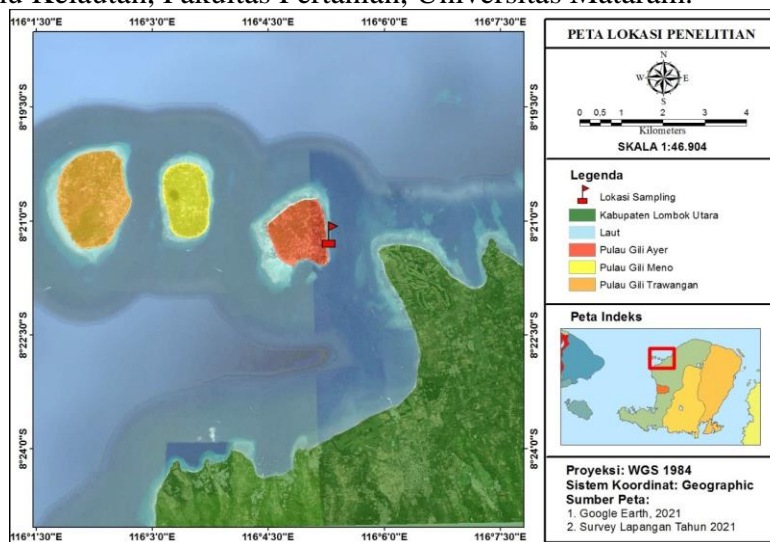 Kelautan, Fakultas Pertanian, Universitas Mataram.
116°1'30"E 116°3'0"E 116°4'30"E 116°6'0"E 116°7'30"E
8°19'30"S 8°19'30"S
8°21'0"S 8°21'0"S
8°22'30"S 8°22'30"S
8°24'0"S 8°24'0"S
116°1'30"E 116°3'0"E 116°4'30"E 116°6'0"E 116°7'30"E
PETA LOKASI PENELITIAN
N
W E
S
0 0,5 1 2 3 4
Kilometers
SKALA 1:46.904
Legenda
Lokasi Sampling
Kabupaten Lombok Utara
Laut
Pulau Gili Ayer
Pulau Gili Meno
Pulau Gili Trawangan
Peta Indeks
Proyeksi: WGS 1984
Sistem Koordinat: Geographic
Sumber Peta:
1. Google Earth, 2021
2. Survey Lapangan Tahun 2021